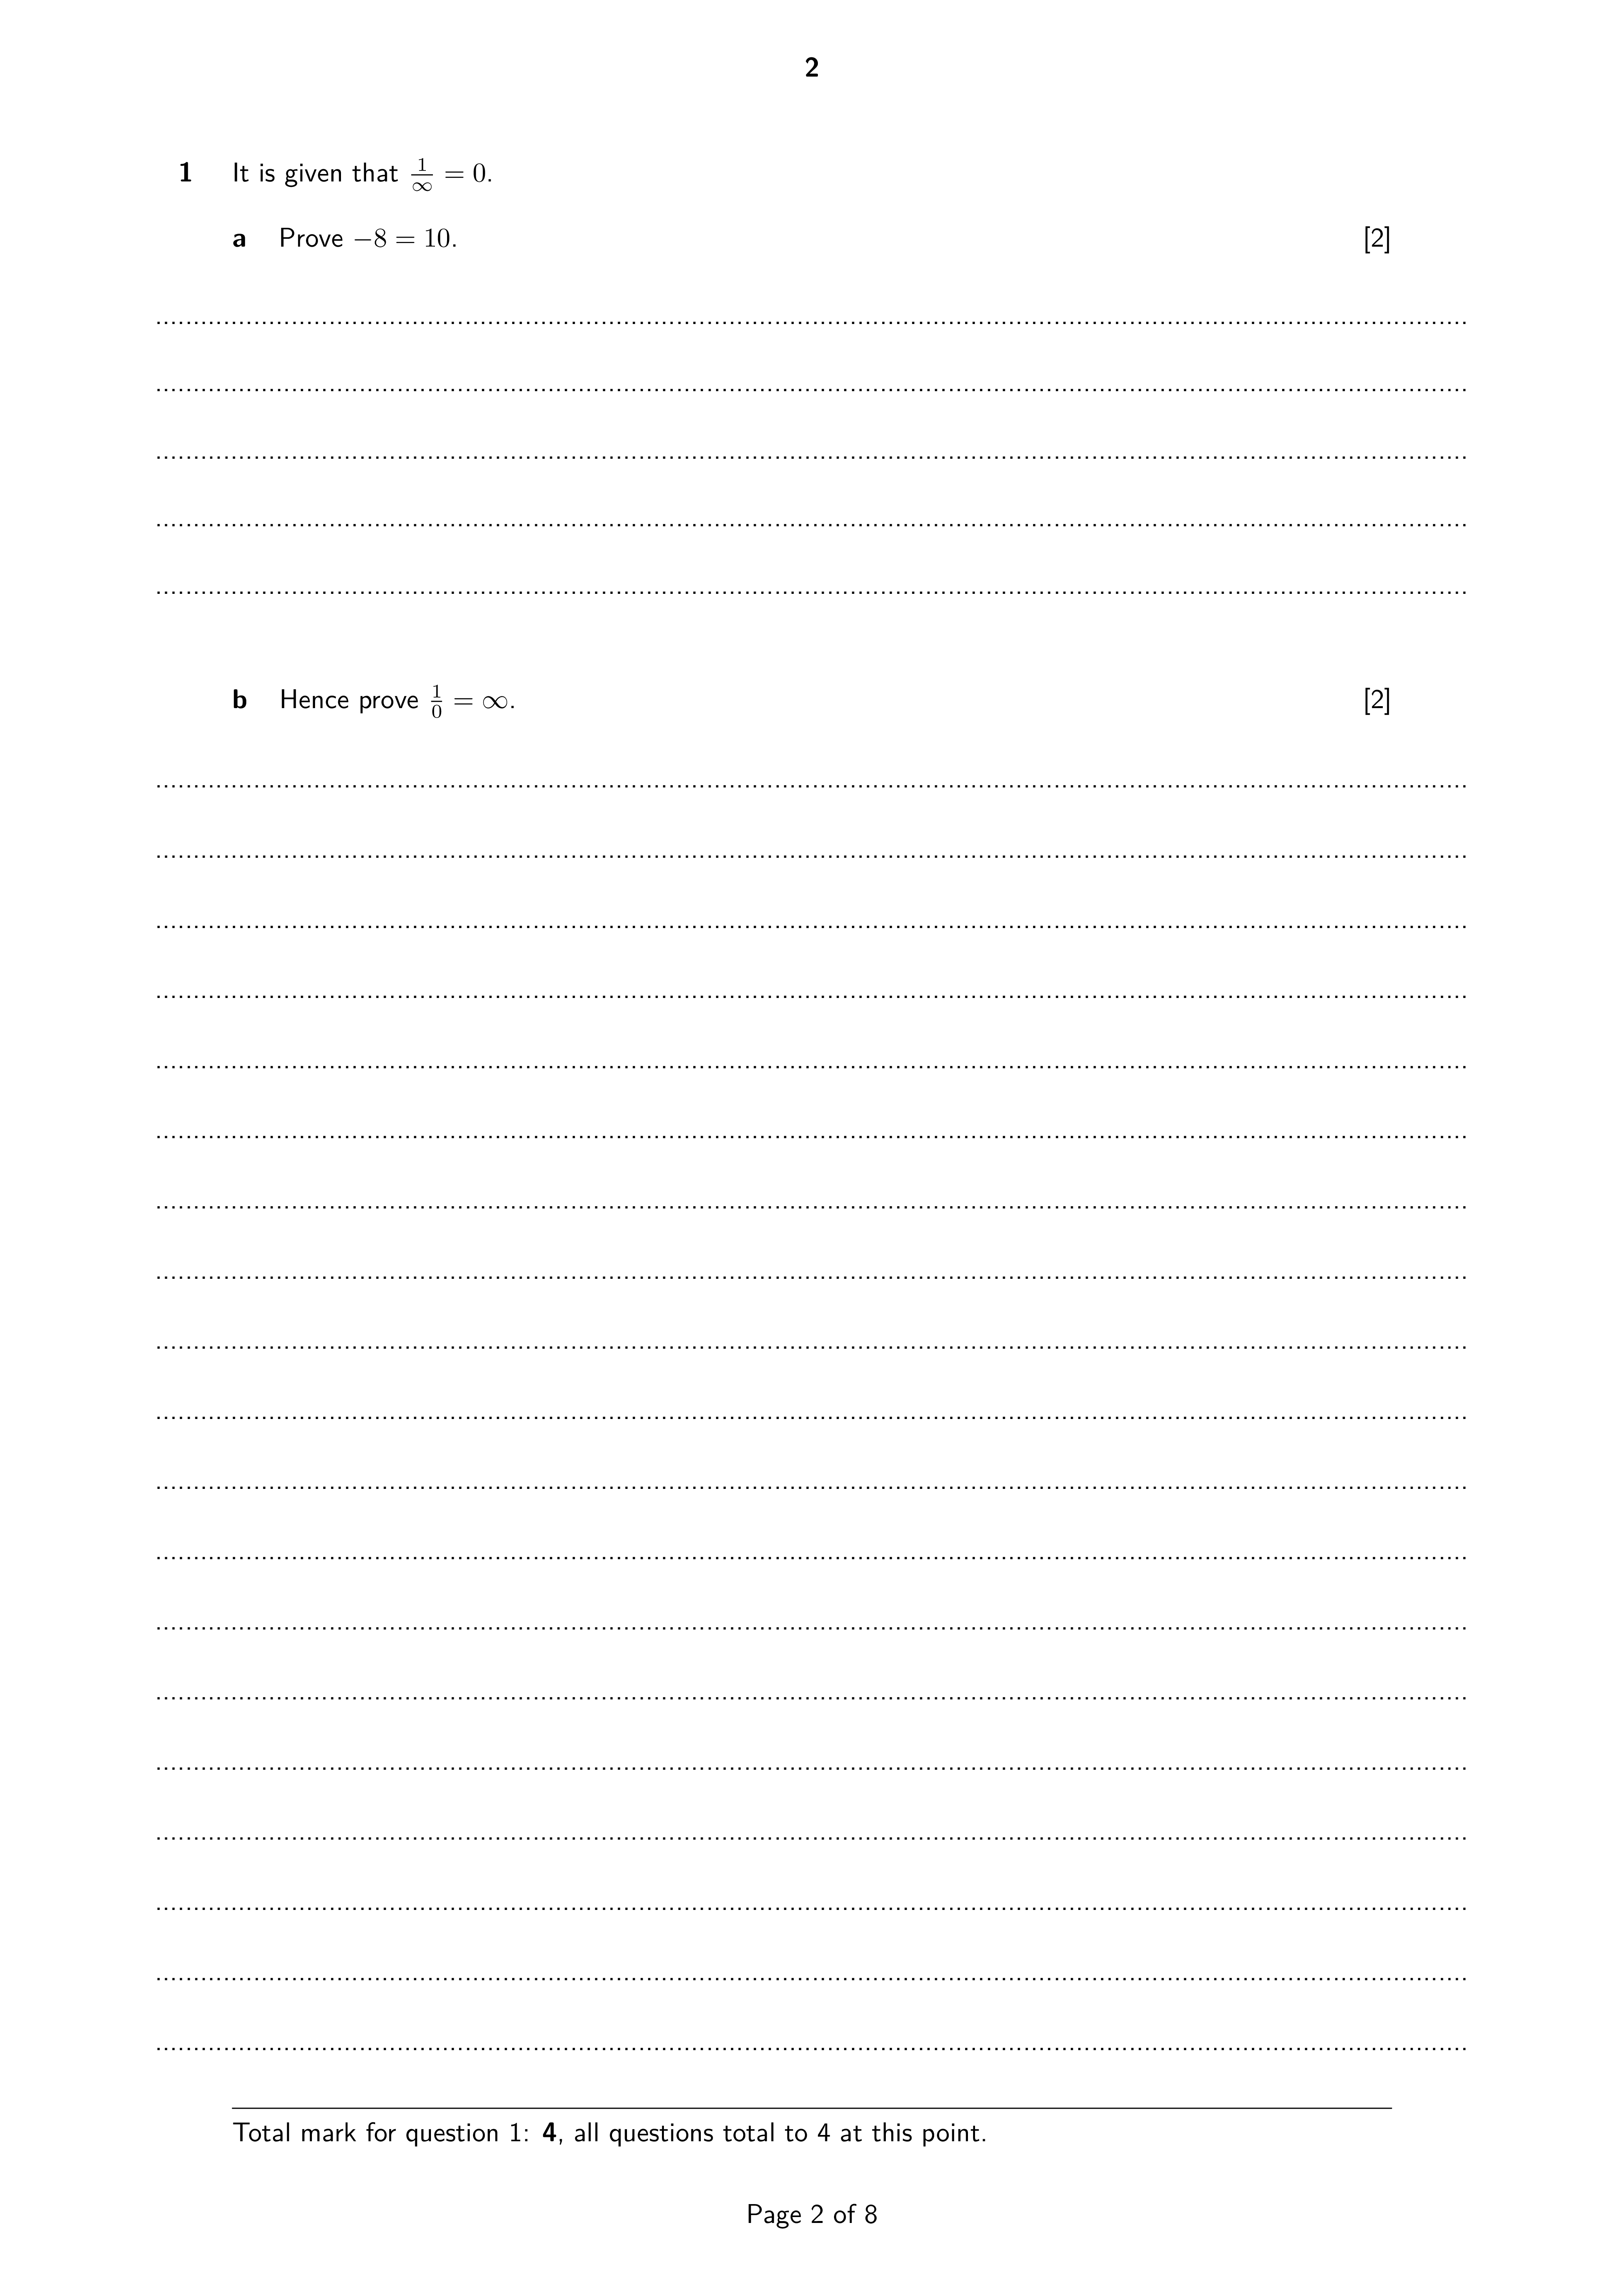 2
1 It is given that \frac{1}{\infty} = 0.
a Prove −8 = 10. [2]
b Hence prove \frac{1}{0} = ∞. [2]
Total mark for question 1: 4, all questions total to 4 at this point.
Page 2 of 8